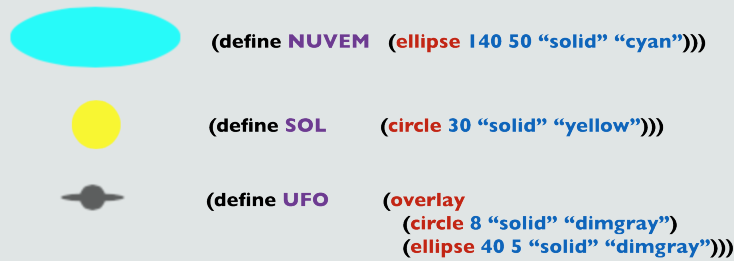 (define NUVEM (ellipse 140 50 “solid” “cyan”)))
(define SOL (circle 30 “solid” “yellow”)))
(define UFO (overlay
(circle 8 “solid” “dimgray”)
(ellipse 40 5 “solid” “dimgray”)))